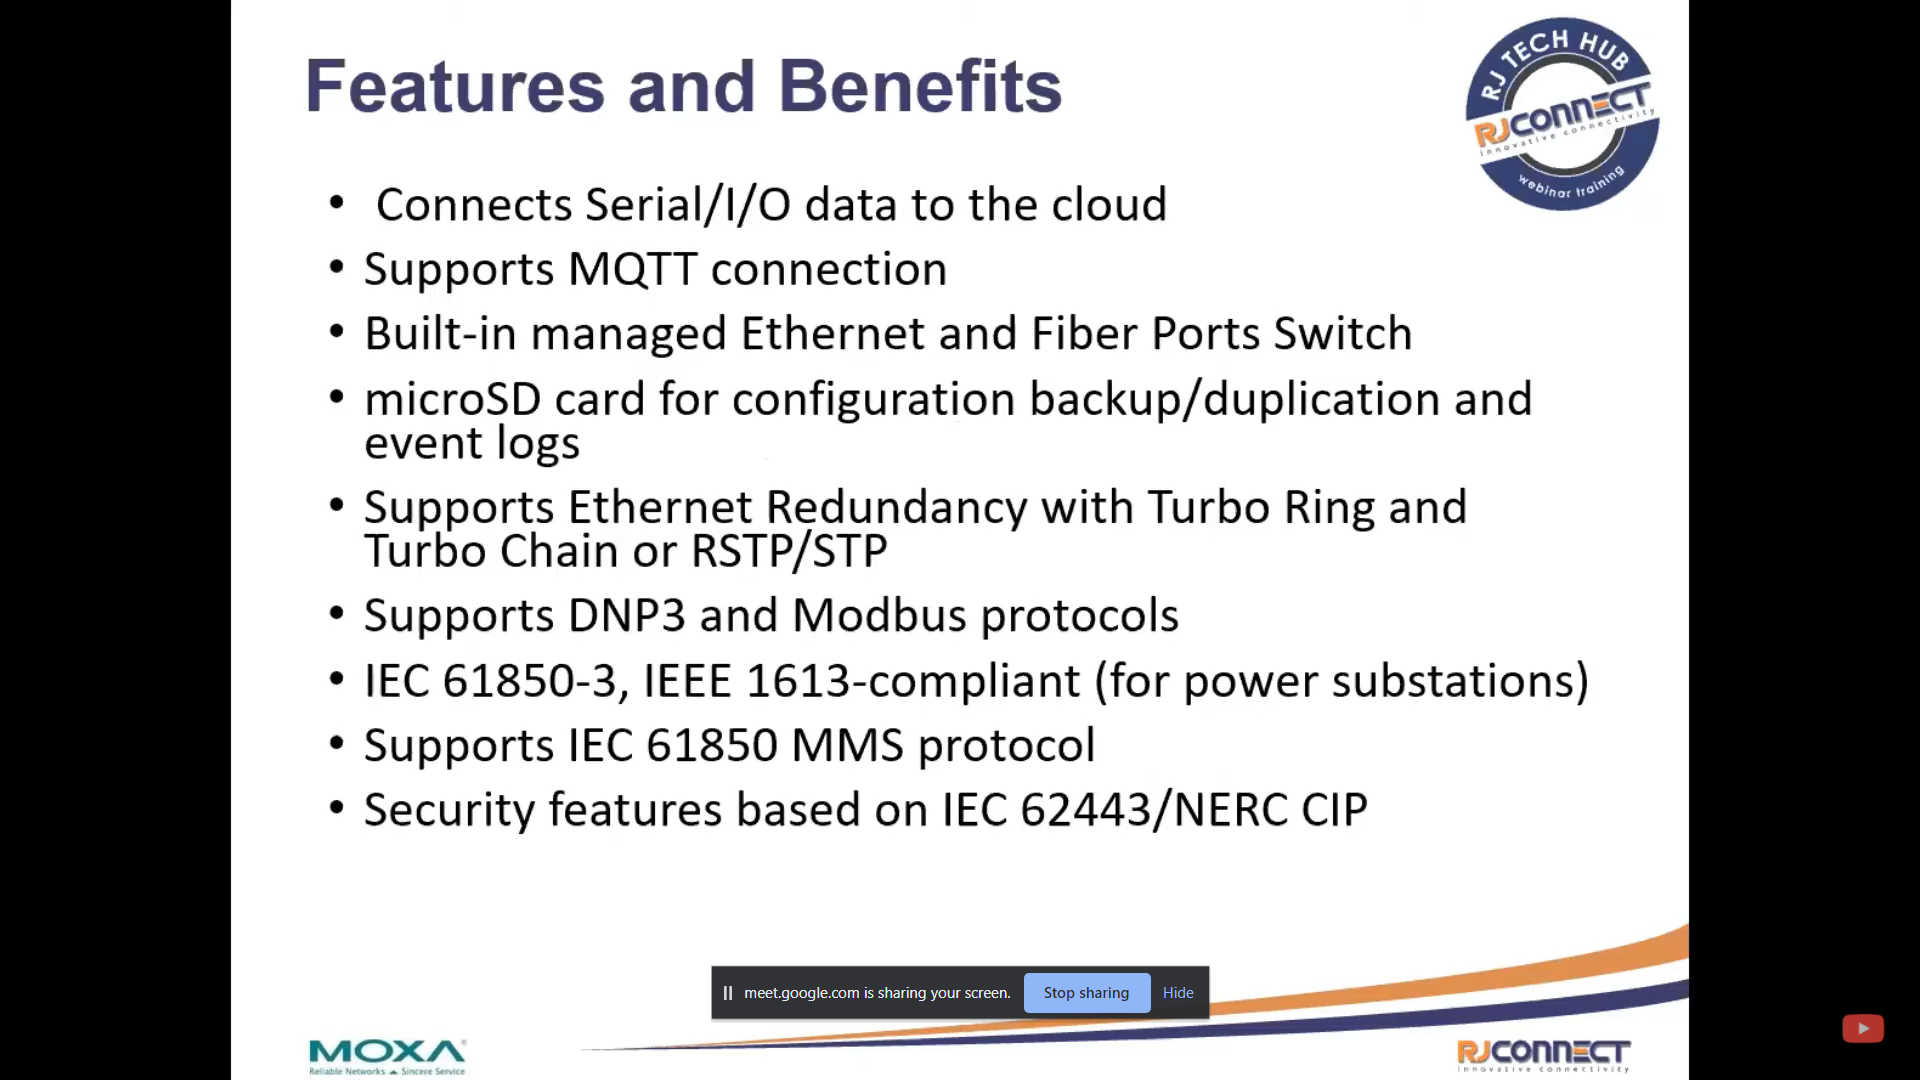 Features and Benefits
RJ TECH HUB
RJCONNECT
innovative connectivity
webinar training
• Connects Serial/I/O data to the cloud
• Supports MQTT connection
• Built-in managed Ethernet and Fiber Ports Switch
• microSD card for configuration backup/duplication and
event logs
• Supports Ethernet Redundancy with Turbo Ring and
Turbo Chain or RSTP/STP
• Supports DNP3 and Modbus protocols
• IEC 61850-3, IEEE 1613-compliant (for power substations)
• Supports IEC 61850 MMS protocol
• Security features based on IEC 62443/NERC CIP
meet.google.com is sharing your screen. Stop sharing Hide
MOXA®
Reliable Networks Sincere Service
RJCONNECT
innovative connectivity